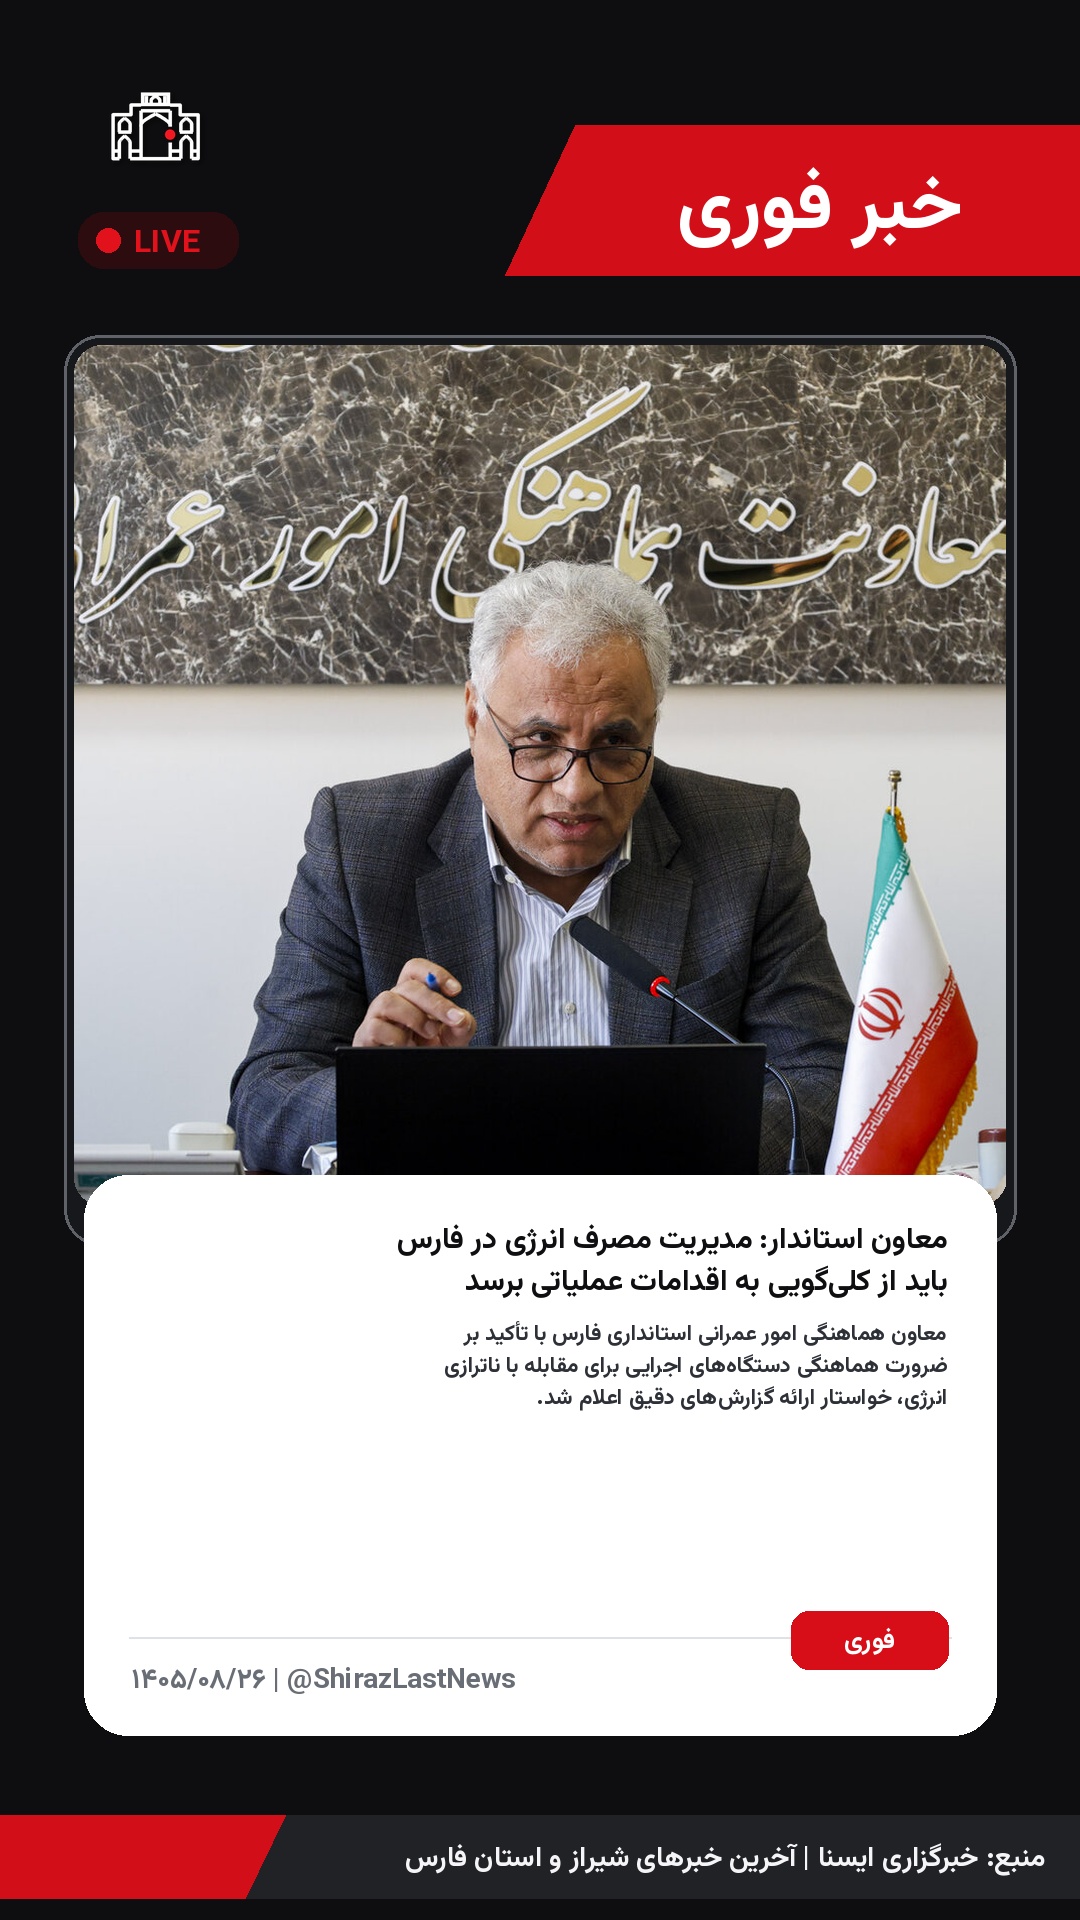 خبر فوری
LIVE
معاونت هماهنگی امور عمرانی
معاون استاندار: مدیریت مصرف انرژی در فارس
باید از کلی‌گویی به اقدامات عملیاتی برسد
معاون هماهنگی امور عمرانی استانداری فارس با تأکید بر
ضرورت هماهنگی دستگاه‌های اجرایی برای مقابله با ناترازی
انرژی، خواستار ارائه گزارش‌های دقیق اعلام شد.
فوری
۱۴۰۵/۰۸/۲۶ | @ShirazLastNews
منبع: خبرگزاری ایسنا | آخرین خبرهای شیراز و استان فارس